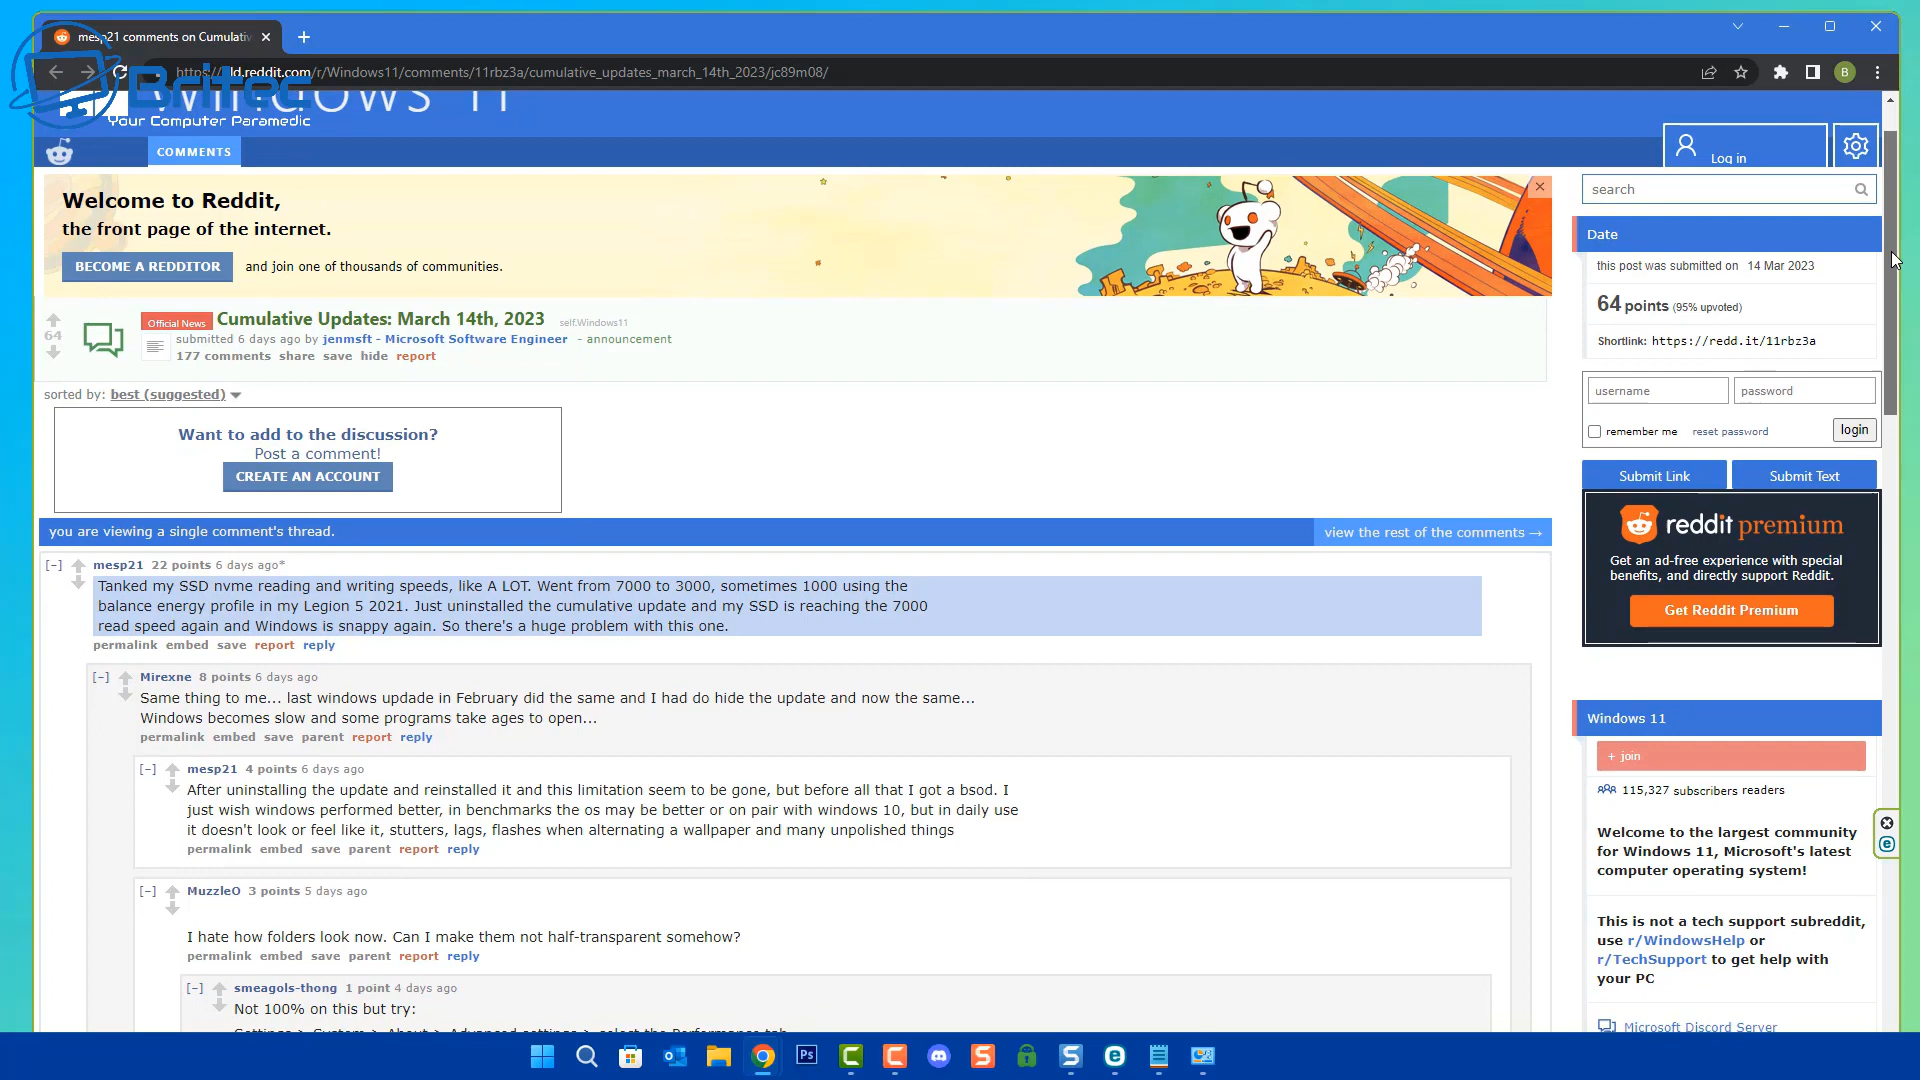 mesp21 comments on Cumulativ
Britec
Your Computer Paramedic
https://old.reddit.com/r/Windows11/comments/11rbz3a/cumulative_updates_march_14th_2023/jc89m08/
B
WINDOWS 11
COMMENTS
Log in
Welcome to Reddit,
the front page of the internet.
BECOME A REDDITOR and join one of thousands of communities.
64
Official News Cumulative Updates: March 14th, 2023 self.Windows11
submitted 6 days ago by jenmsft - Microsoft Software Engineer - announcement
177 comments share save hide report
sorted by: best (suggested)
Want to add to the discussion?
Post a comment!
CREATE AN ACCOUNT
you are viewing a single comment's thread.
view the rest of the comments →
[–] mesp21 22 points 6 days ago*
Tanked my SSD nvme reading and writing speeds, like A LOT. Went from 7000 to 3000, sometimes 1000 using the
balance energy profile in my Legion 5 2021. Just uninstalled the cumulative update and my SSD is reaching the 7000
read speed again and Windows is snappy again. So there's a huge problem with this one.
permalink embed save report reply
[–] Mirexne 8 points 6 days ago
Same thing to me... last windows updade in February did the same and I had do hide the update and now the same...
Windows becomes slow and some programs take ages to open...
permalink embed save parent report reply
[–] mesp21 4 points 6 days ago
After uninstalling the update and reinstalled it and this limitation seem to be gone, but before all that I got a bsod. I
just wish windows performed better, in benchmarks the os may be better or on pair with windows 10, but in daily use
it doesn't look or feel like it, stutters, lags, flashes when alternating a wallpaper and many unpolished things
permalink embed save parent report reply
[–] MuzzleO 3 points 5 days ago
I hate how folders look now. Can I make them not half-transparent somehow?
permalink embed save parent report reply
[–] smeagols-thong 1 point 4 days ago
Not 100% on this but try:
Settings > System > About > Advanced settings > select the Performance tab
search
Date
this post was submitted on 14 Mar 2023
64 points (95% upvoted)
Shortlink: https://redd.it/11rbz3a
username
password
remember me reset password login
Submit Link
Submit Text
reddit premium
Get an ad-free experience with special
benefits, and directly support Reddit.
Get Reddit Premium
Windows 11
+ join
115,327 subscribers readers
Welcome to the largest community
for Windows 11, Microsoft's latest
computer operating system!
This is not a tech support subreddit,
use r/WindowsHelp or
r/TechSupport to get help with
your PC
Microsoft Discord Server
Ps